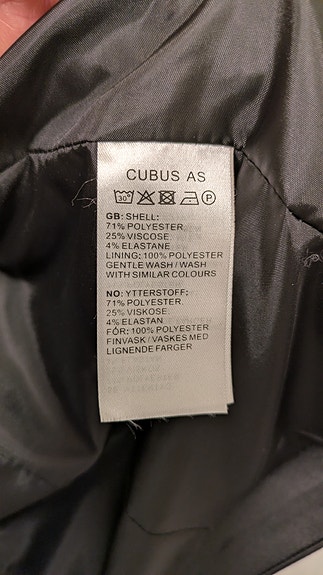 CUBUS AS
30°
P
GB: SHELL:
71% POLYESTER
25% VISCOSE
4% ELASTANE
LINING: 100% POLYESTER
GENTLE WASH / WASH
WITH SIMILAR COLOURS
NO: YTTERSTOFF:
71% POLYESTER
25% VISKOSE
4% ELASTAN
FÔR: 100% POLYESTER
FINVASK / VASKES MED
LIGNENDE FARGER